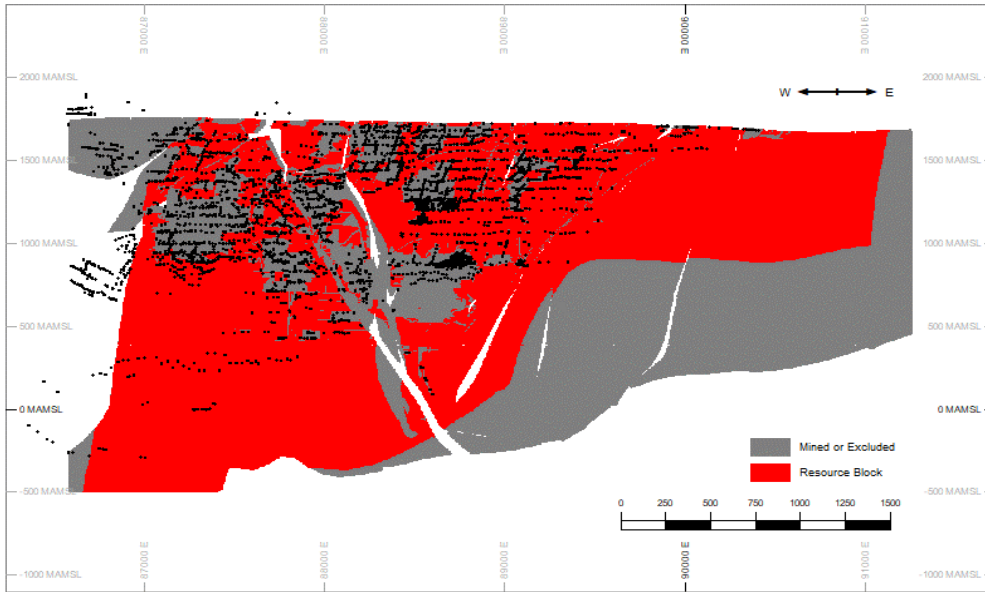 87000 E
88000 E
89000 E
90000 E
91000 E
2000 MAMSL
2000 MAMSL
W E
1500 MAMSL
1500 MAMSL
1000 MAMSL
1000 MAMSL
500 MAMSL
500 MAMSL
0 MAMSL
0 MAMSL
Mined or Excluded
Resource Block
-500 MAMSL
-500 MAMSL
0 250 500 750 1000 1250 1500
87000 E
88000 E
89000 E
90000 E
91000 E
-1000 MAMSL
-1000 MAMSL